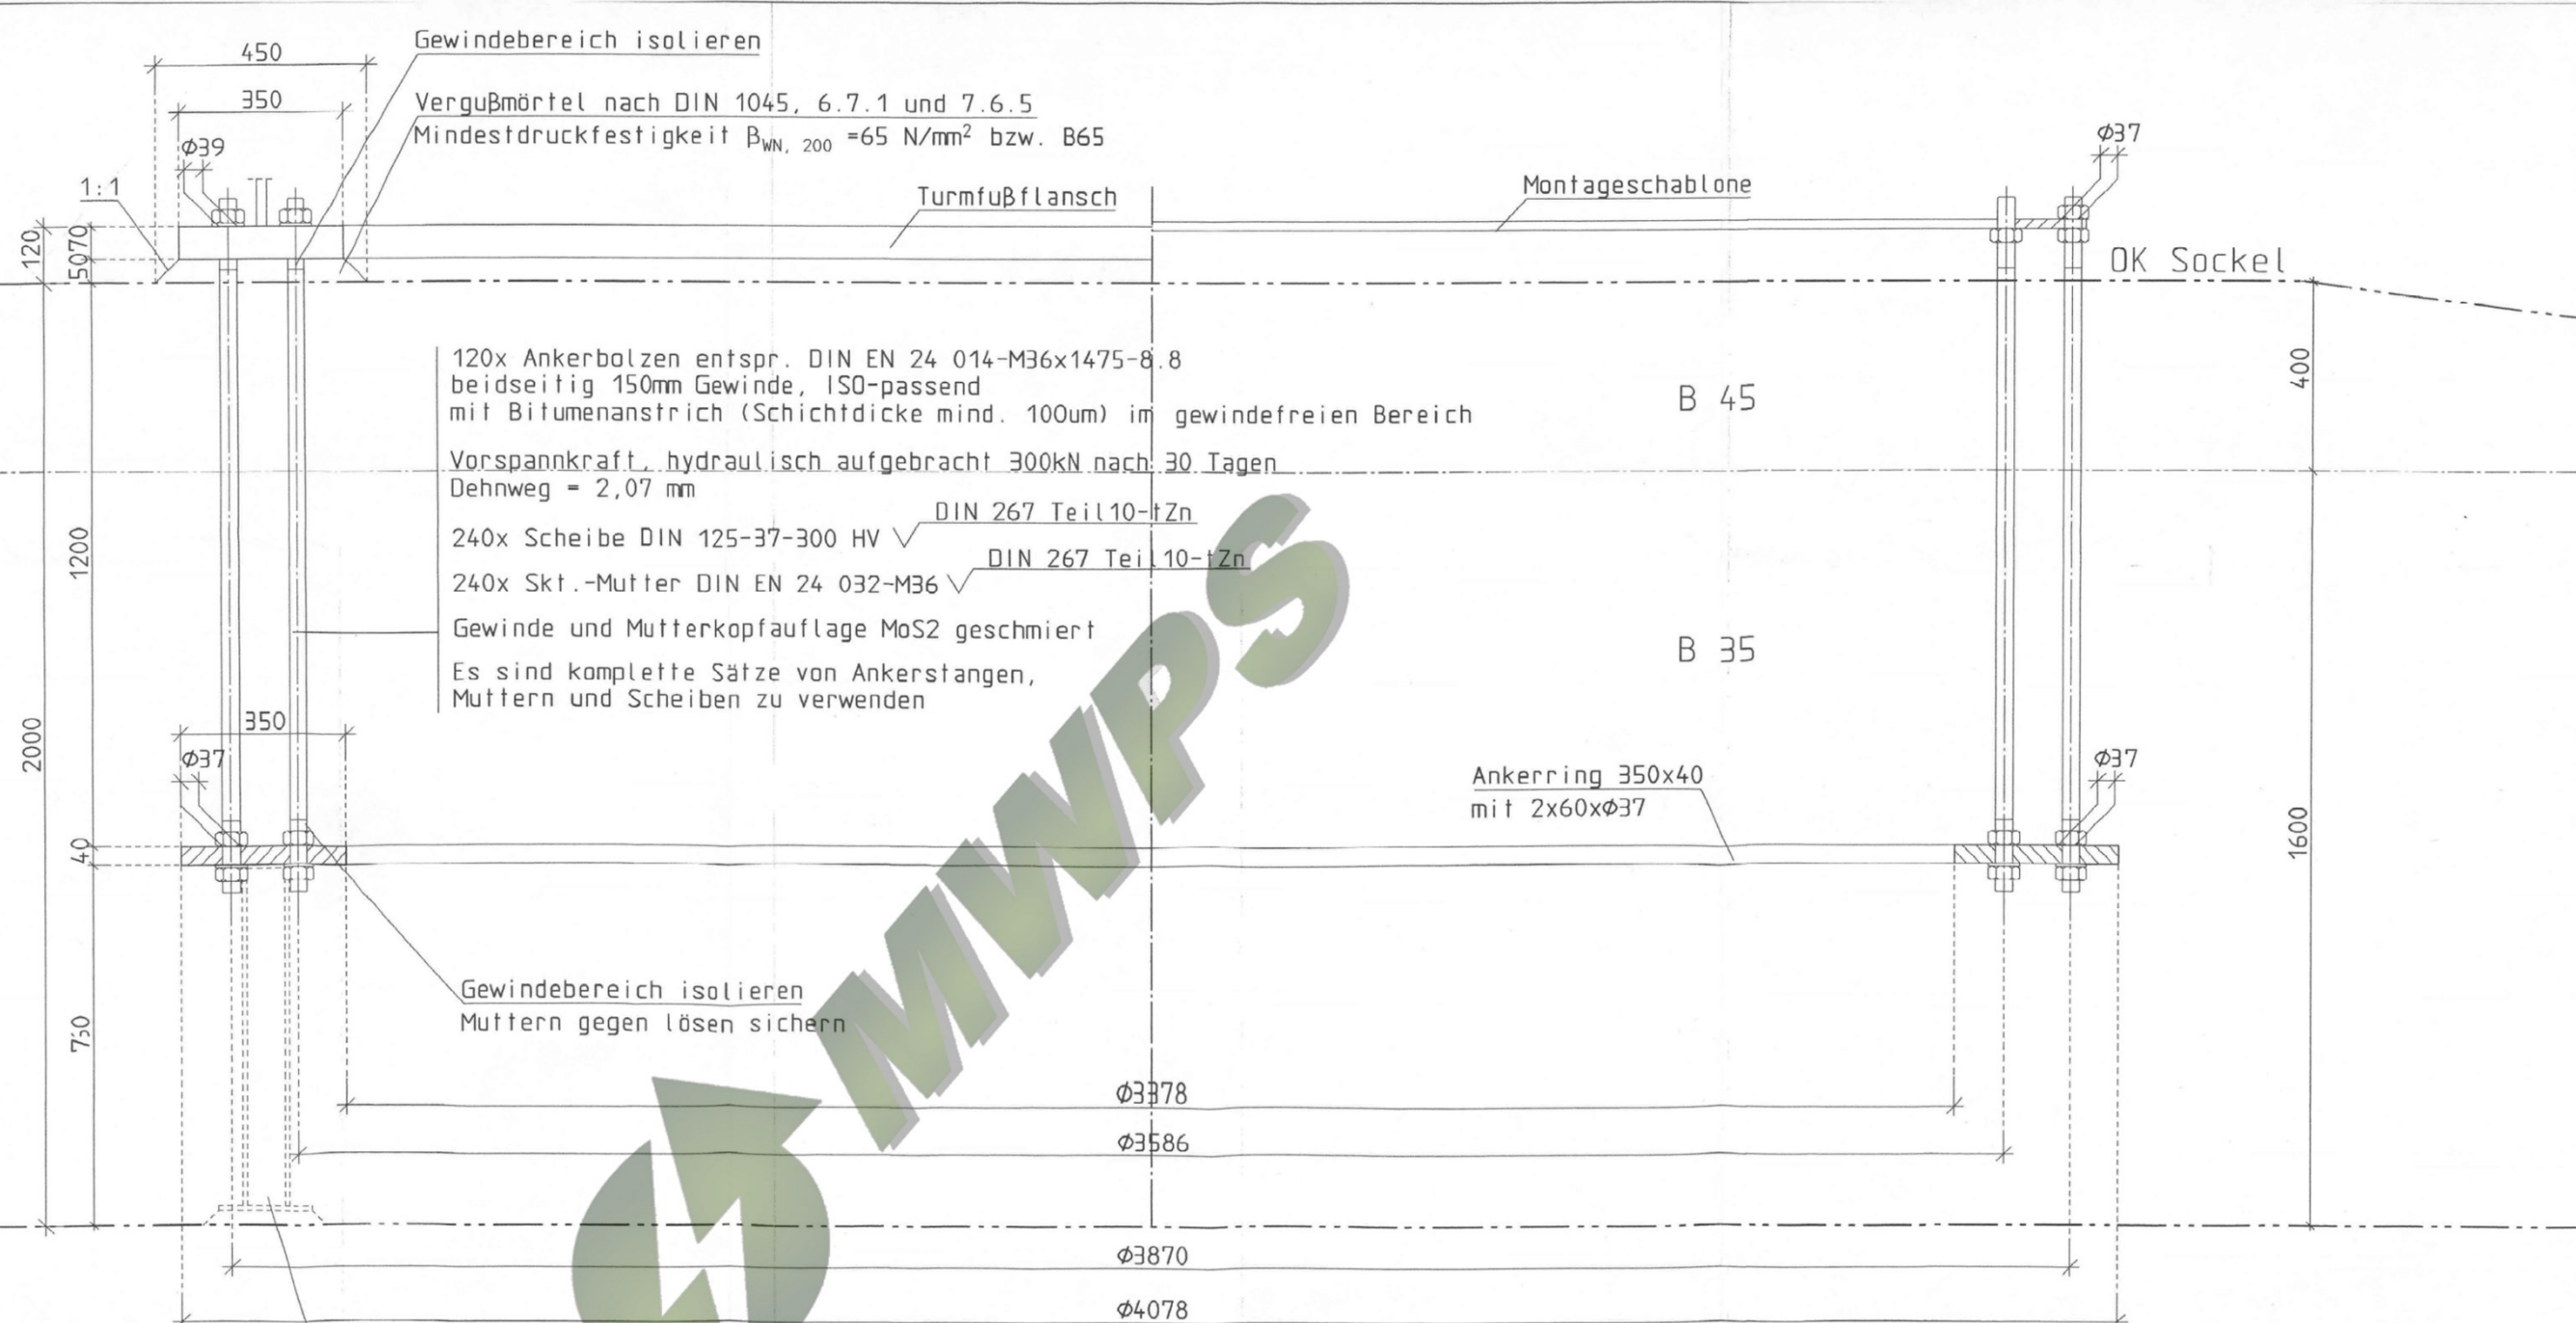 450
Gewindebereich isolieren
350
Vergußmörtel nach DIN 1045, 6.7.1 und 7.6.5
Mindestdruckfestigkeit βWN, 200 =65 N/mm² bzw. B65
Φ39
Φ37
1:1
Turmfußflansch
Montageschablone
120
70
50
OK Sockel
120x Ankerbolzen entspr. DIN EN 24 014-M36x1475-8.8
beidseitig 150mm Gewinde, ISO-passend
mit Bitumenanstrich (Schichtdicke mind. 100um) im gewindefreien Bereich
B 45
400
Vorspannkraft, hydraulisch aufgebracht 300kN nach 30 Tagen
Dehnweg = 2,07 mm
DIN 267 Teil10-tZn
240x Scheibe DIN 125-37-300 HV
DIN 267 Teil10-tZn
240x Skt.-Mutter DIN EN 24 032-M36
1200
Gewinde und Mutterkopfauflage MoS2 geschmiert
B 35
Es sind komplette Sätze von Ankerstangen,
Muttern und Scheiben zu verwenden
350
2000
Φ37
Φ37
Ankerring 350x40
mit 2x60xΦ37
40
1600
Gewindebereich isolieren
Muttern gegen lösen sichern
MWPS
Φ3378
Φ3586
Φ3870
Φ4078